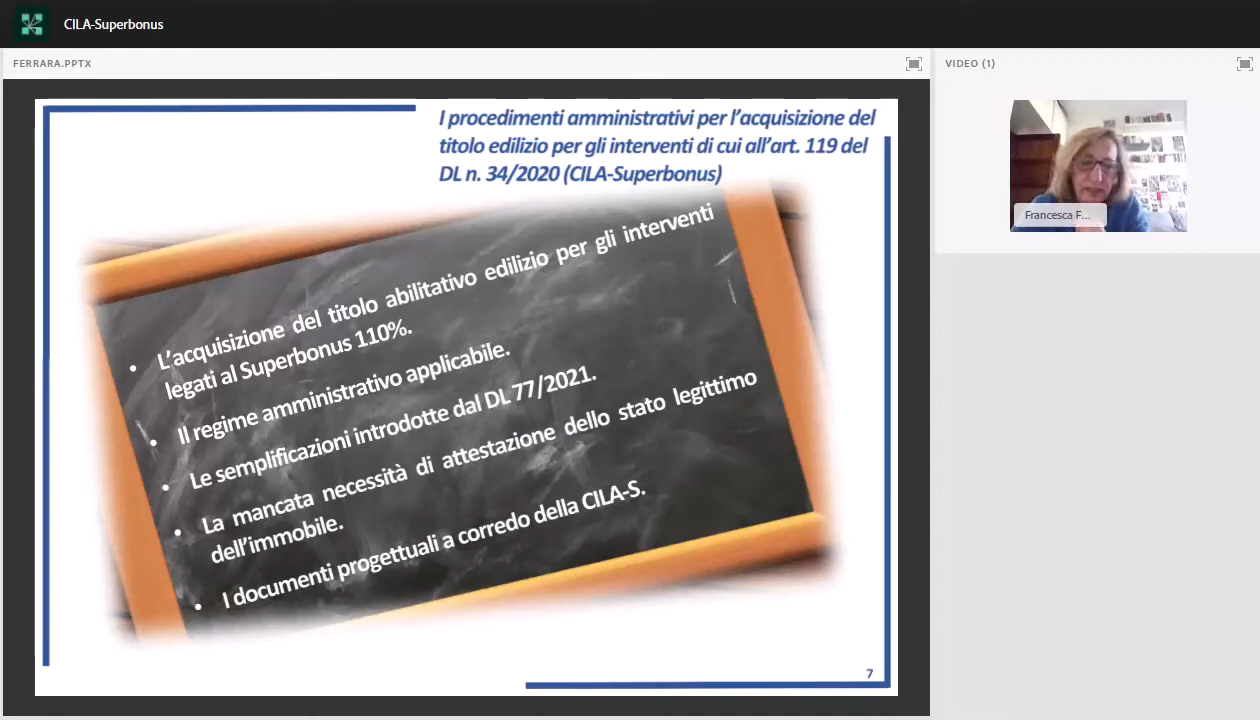 CILA-Superbonus
FERRARA.PPTX
VIDEO (1)
I procedimenti amministrativi per l'acquisizione del
titolo edilizio per gli interventi di cui all'art. 119 del
DL n. 34/2020 (CILA-Superbonus)
• L'acquisizione del titolo abilitativo edilizio per gli interventi
legati al Superbonus 110%.
• Il regime amministrativo applicabile.
• Le semplificazioni introdotte dal DL 77/2021.
• La mancata necessità di attestazione dello stato legittimo
dell'immobile.
• I documenti progettuali a corredo della CILA-S.
7
Francesca F...